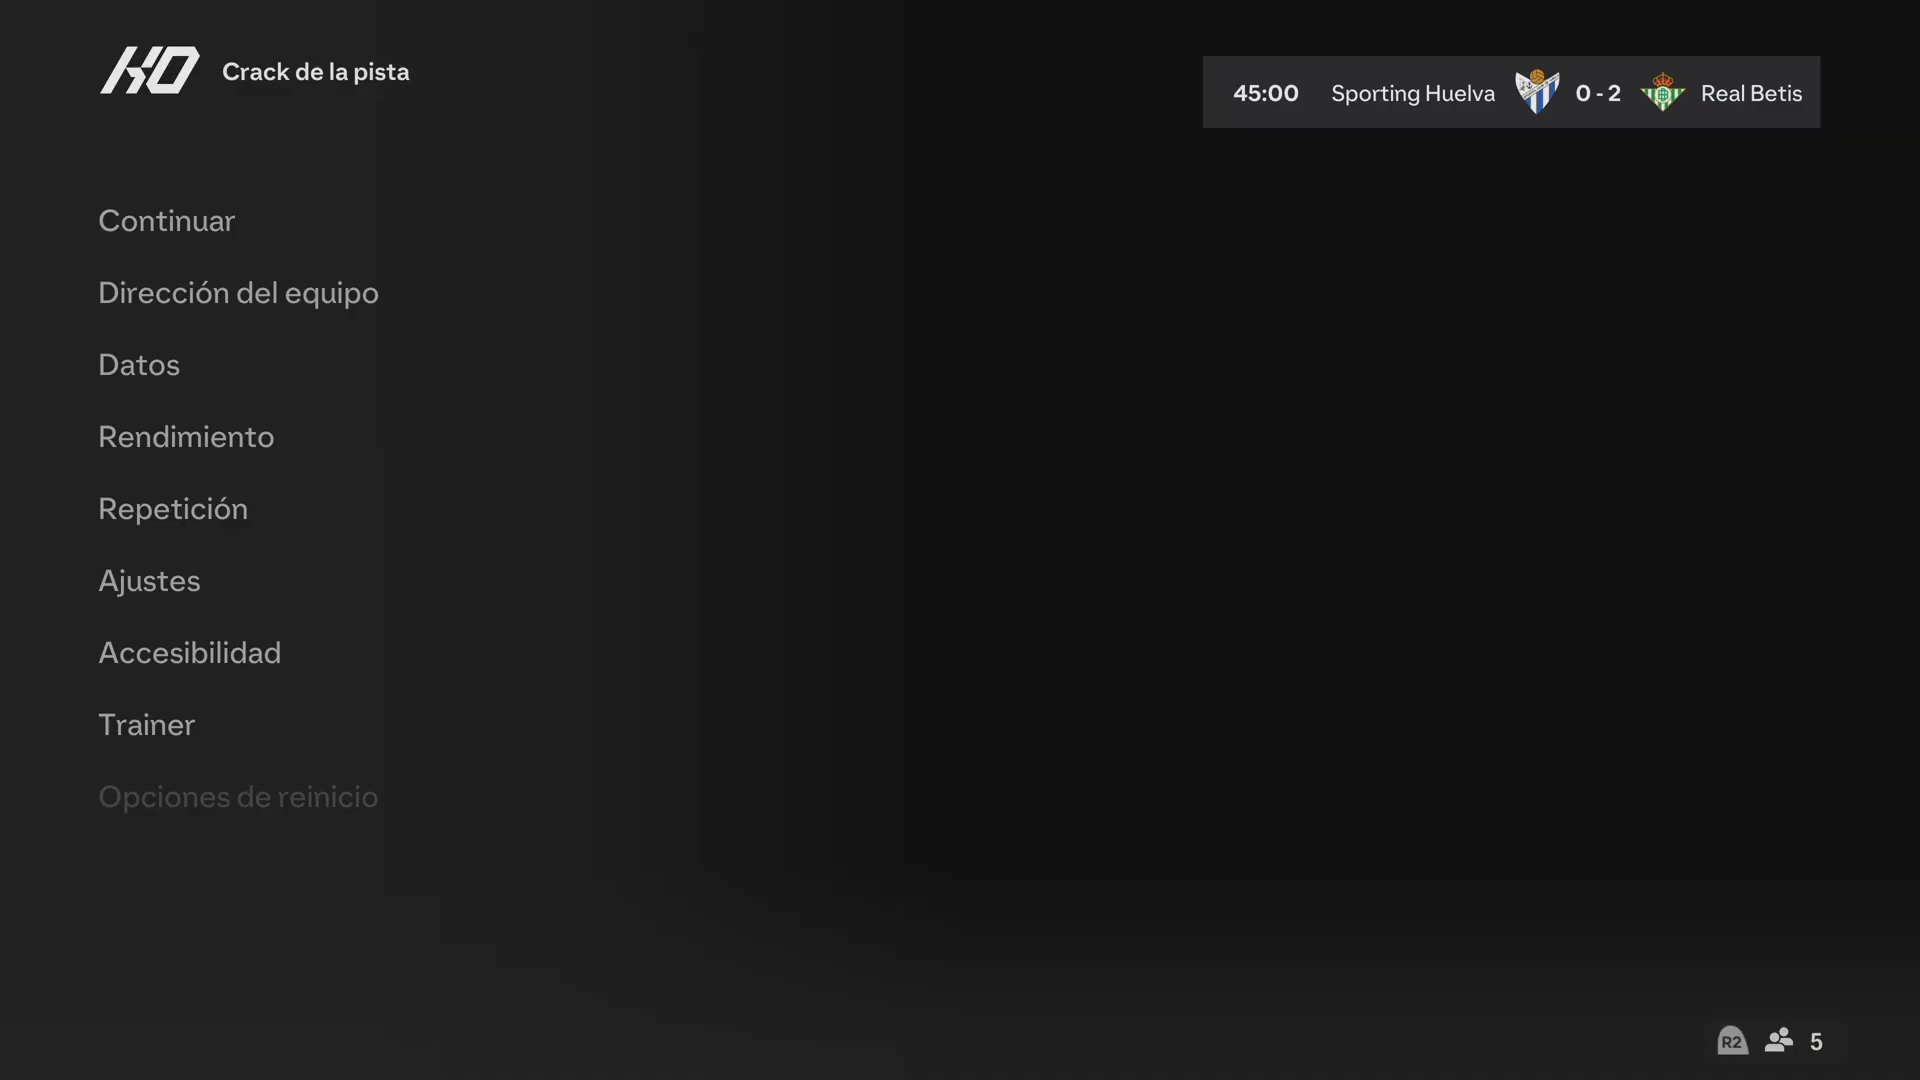 KO Crack de la pista
45:00 Sporting Huelva 0 - 2 Real Betis
Continuar
Dirección del equipo
Datos
Rendimiento
Repetición
Ajustes
Accesibilidad
Trainer
Opciones de reinicio
R2 5